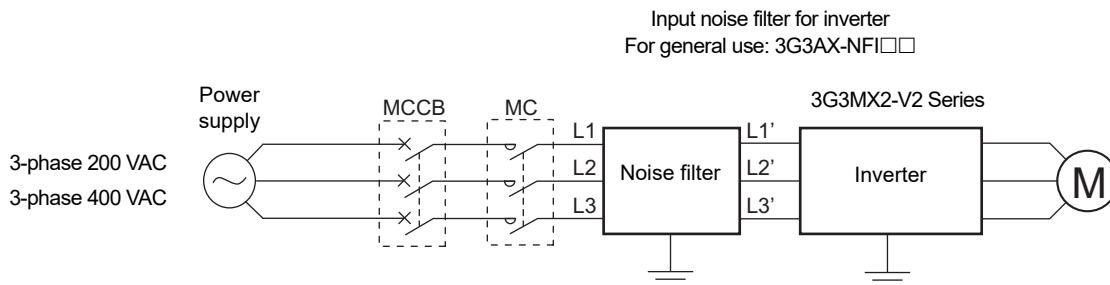 Input noise filter for inverter
For general use: 3G3AX-NFI□□
Power
supply
MCCB
MC
3G3MX2-V2 Series
3-phase 200 VAC
3-phase 400 VAC
L1
L2
L3
Noise filter
L1’
L2’
L3’
Inverter
M